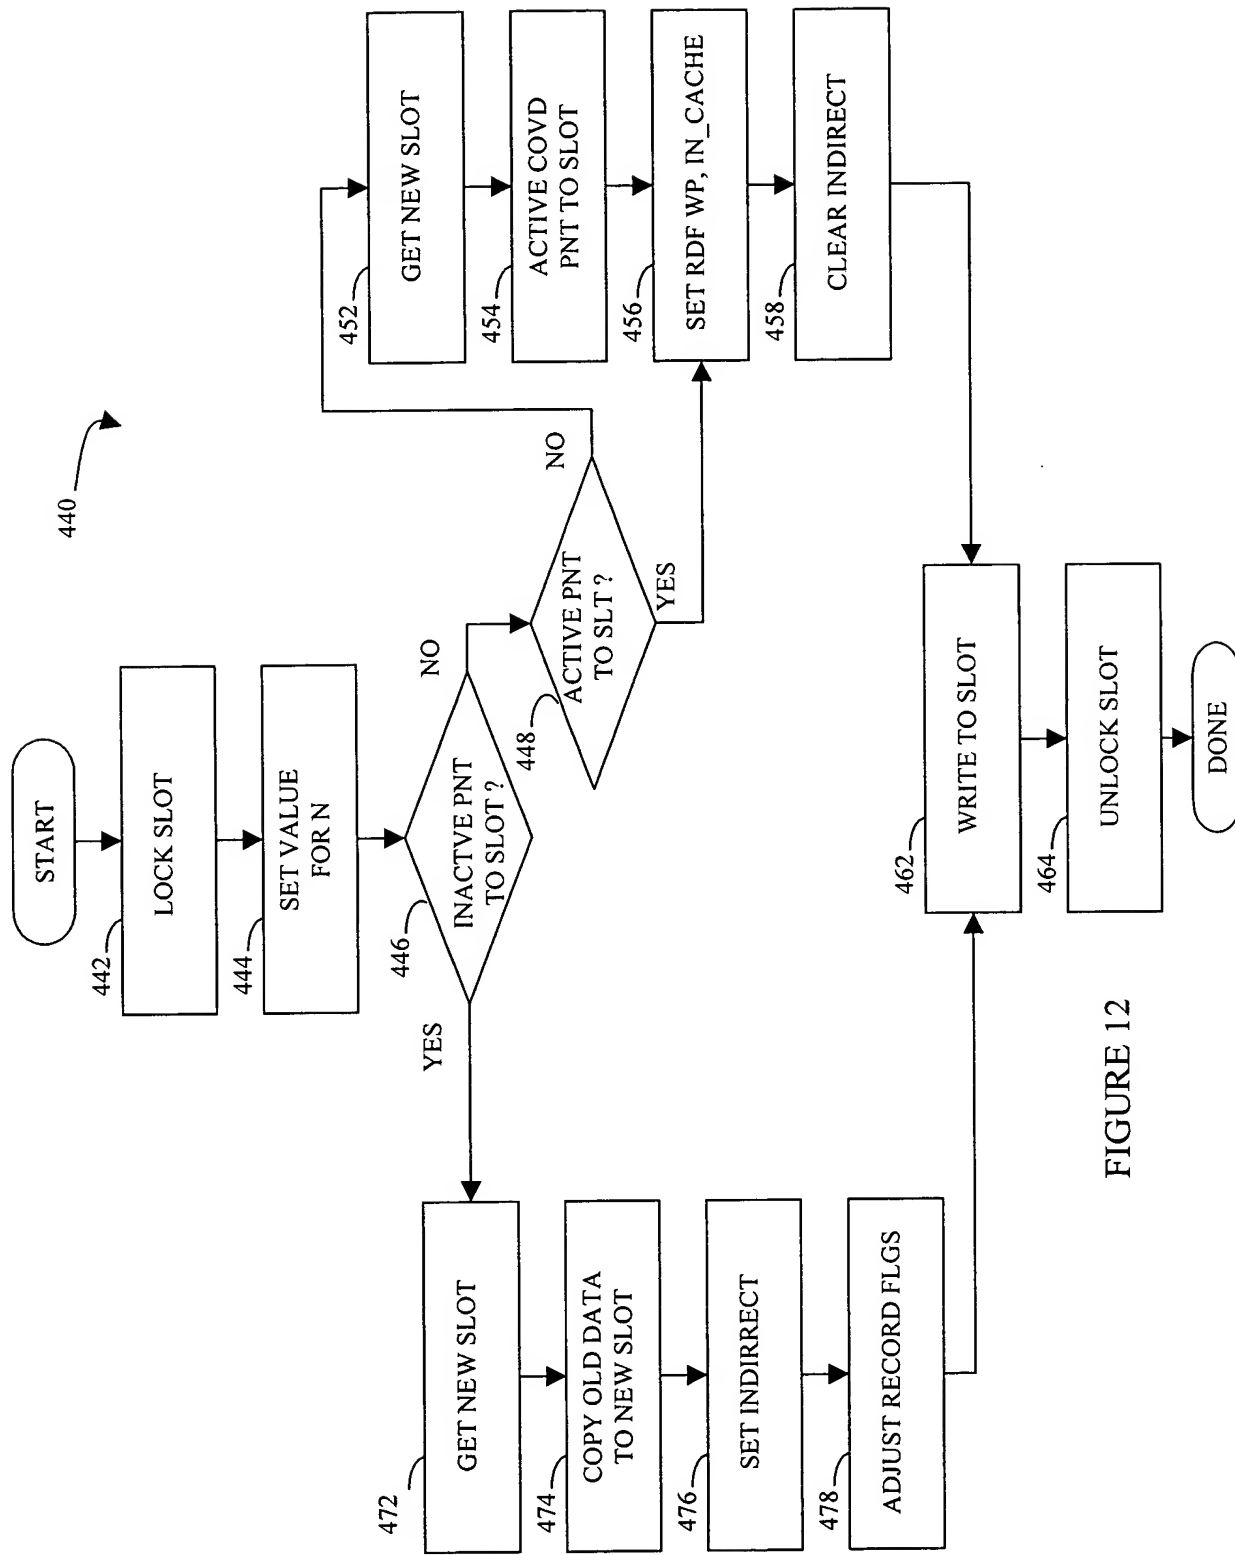 440
START
442
LOCK SLOT
444
SET VALUE
FOR N
446
INACTVE PNT
TO SLOT ?
YES
NO
448
ACTIVE PNT
TO SLT ?
NO
YES
452
GET NEW SLOT
454
ACTIVE COVD
PNT TO SLOT
456
SET RDF WP, IN_CACHE
458
CLEAR INDIRECT
472
GET NEW SLOT
474
COPY OLD DATA
TO NEW SLOT
476
SET INDIRRECT
478
ADJUST RECORD FLGS
462
WRITE TO SLOT
464
UNLOCK SLOT
DONE
FIGURE 12